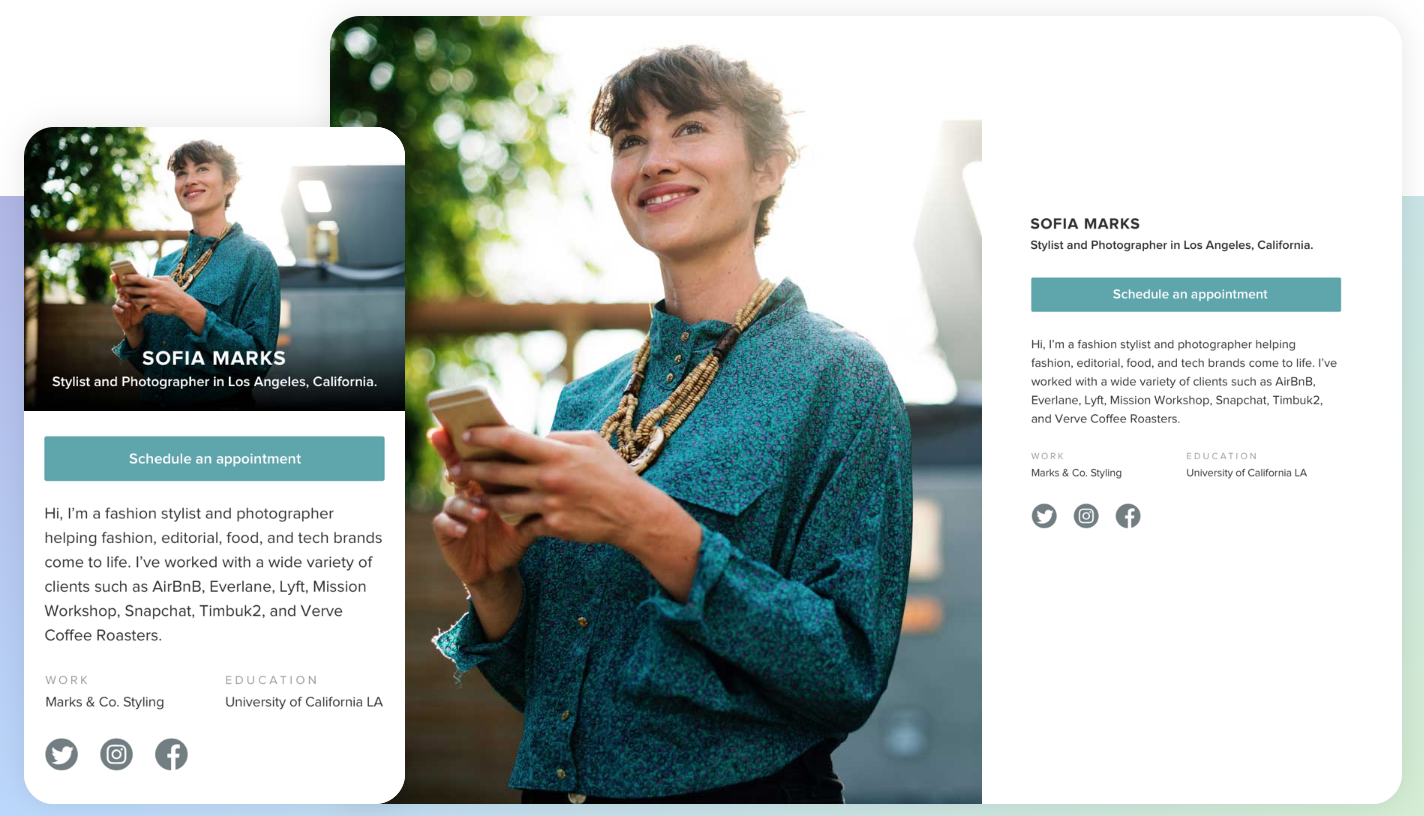 SOFIA MARKS
Stylist and Photographer in Los Angeles, California.
Schedule an appointment
Hi, I'm a fashion stylist and photographer
helping fashion, editorial, food, and tech brands
come to life. I've worked with a wide variety of
clients such as AirBnB, Everlane, Lyft, Mission
Workshop, Snapchat, Timbuk2, and Verve
Coffee Roasters.
WORK
Marks & Co. Styling
EDUCATION
University of California LA
SOFIA MARKS
Stylist and Photographer in Los Angeles, California.
Schedule an appointment
Hi, I'm a fashion stylist and photographer helping
fashion, editorial, food, and tech brands come to life. I've
worked with a wide variety of clients such as AirBnB,
Everlane, Lyft, Mission Workshop, Snapchat, Timbuk2,
and Verve Coffee Roasters.
WORK
Marks & Co. Styling
EDUCATION
University of California LA